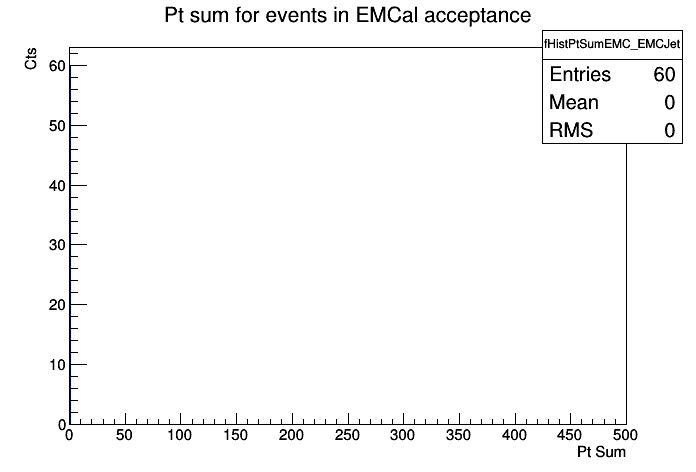 Pt sum for events in EMCal acceptance
fHistPtSumEMC_EMCJet
Entries 60
Mean 0
RMS 0
Cts
60
50
40
30
20
10
0
0 50 100 150 200 250 300 350 400 450 500
Pt Sum